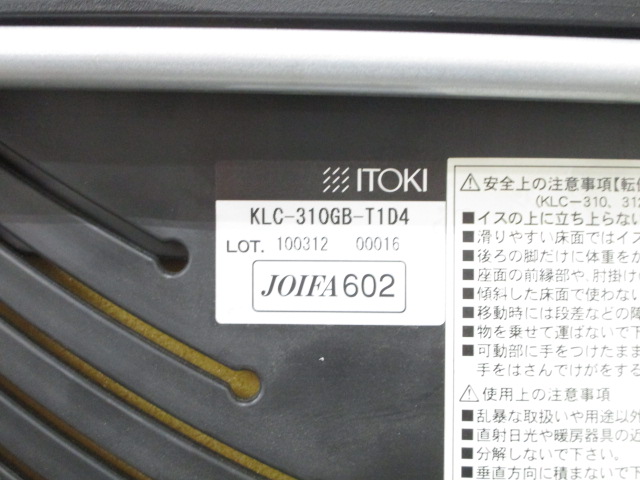 ITOKI
KLC-310GB-T1D4
LOT. 100312 00016
JOIFA 602
⚠安全上の注意事項【転
(KLC-310, 312
■イスの上に立ち上らな
■滑りやすい床面ではイス
■後ろの脚だけに体重をか
■座面の前縁部や、肘掛け
■傾斜した床面で使わない
■移動時には段差などの障
■物を乗せて運ばないで下
■可動部に手をつけたまま
手をはさんでけがをする
⚠使用上の注意事項
■乱暴な取扱いや用途以外
■直射日光や暖房器具の近
■分解しないで下さい。
■垂直方向に積まないで下